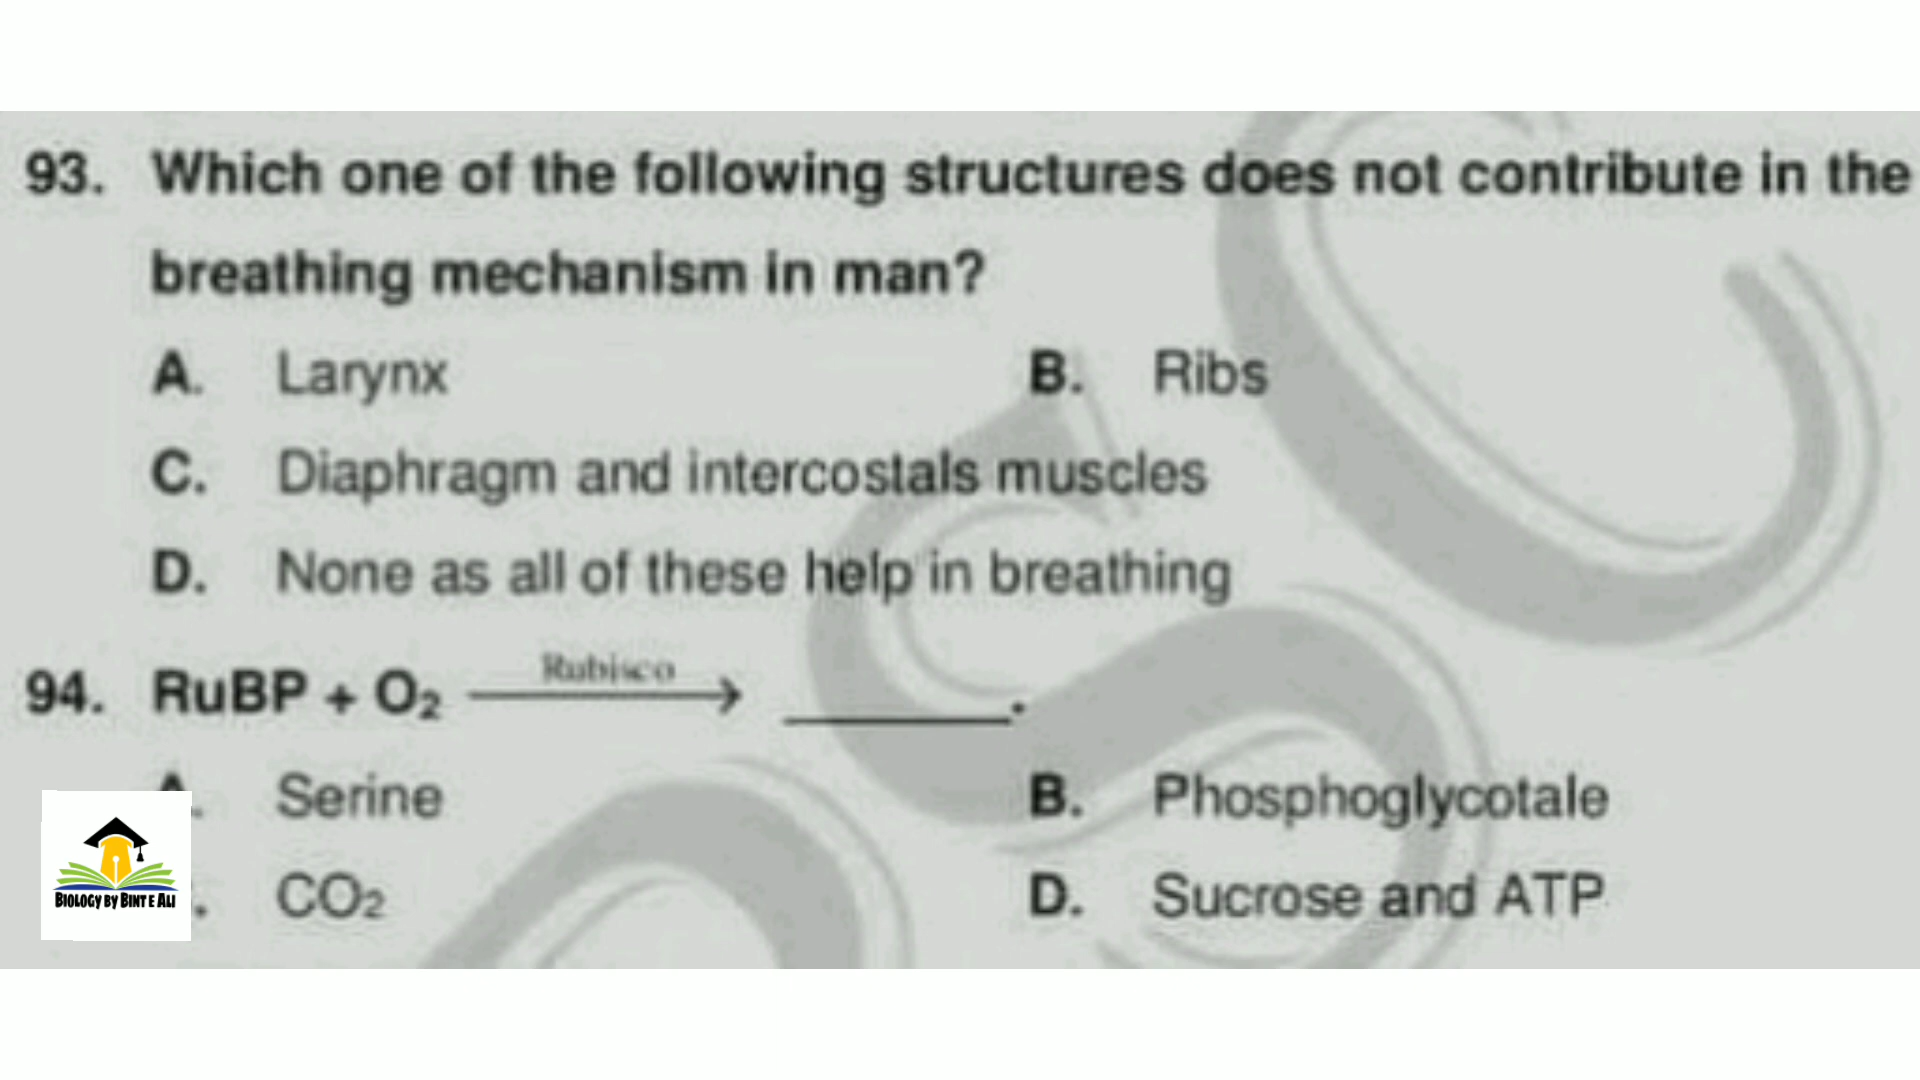 93. Which one of the following structures does not contribute in the
breathing mechanism in man?
A. Larynx B. Ribs
C. Diaphragm and intercostals muscles
D. None as all of these help in breathing
94. RuBP + O₂ Rubisco → ________.
A. Serine B. Phosphoglycotale
. CO₂ D. Sucrose and ATP
BIOLOGY BY BINT E ALI